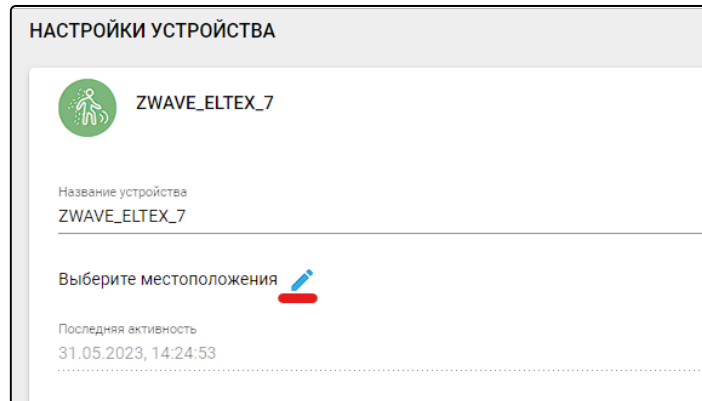 НАСТРОЙКИ УСТРОЙСТВА
ZWAVE_ELTEX_7
Название устройства
ZWAVE_ELTEX_7
Выберите местоположения
Последняя активность
31.05.2023, 14:24:53